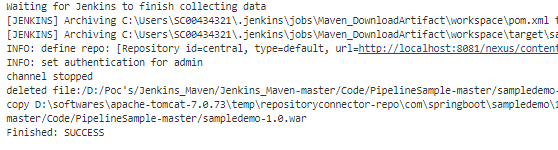 Waiting for Jenkins to finish collecting data
[JENKINS] Archiving C:\Users\SC00434321\.jenkins\jobs\Maven_DownloadArtifact\workspace\pom.xml t
[JENKINS] Archiving C:\Users\SC00434321\.jenkins\jobs\Maven_DownloadArtifact\workspace\target\sa
INFO: define repo: [Repository id=central, type=default, url=http://localhost:8081/nexus/content
INFO: set authentication for admin
channel stopped
deleted file:/D:/Poc's/Jenkins_Maven/Jenkins_Maven-master/Code/PipelineSample-master/sampledemo-
copy D:\softwares\apache-tomcat-7.0.73\temp\repositoryconnector-repo\com\springboot\sampledemo\1
master/Code/PipelineSample-master/sampledemo-1.0.war
Finished: SUCCESS